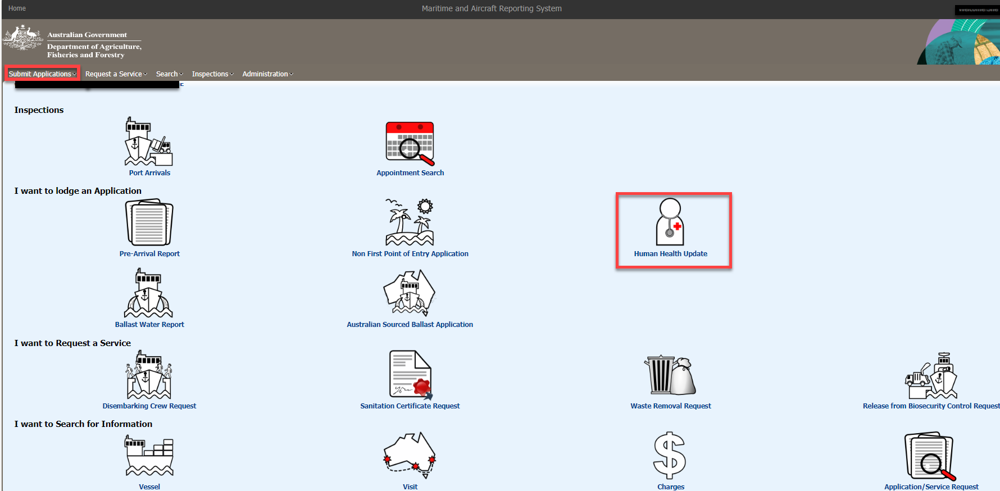 Home
Maritime and Aircraft Reporting System
Australian Government
Department of Agriculture,
Fisheries and Forestry
Submit Applications
Request a Service
Search
Inspections
Administration
Inspections
Port Arrivals
Appointment Search
I want to lodge an Application
Pre-Arrival Report
Non First Point of Entry Application
Human Health Update
Ballast Water Report
Australian Sourced Ballast Application
I want to Request a Service
Disembarking Crew Request
Sanitation Certificate Request
Waste Removal Request
Release from Biosecurity Control Request
I want to Search for Information
Vessel
Visit
Charges
Application/Service Request